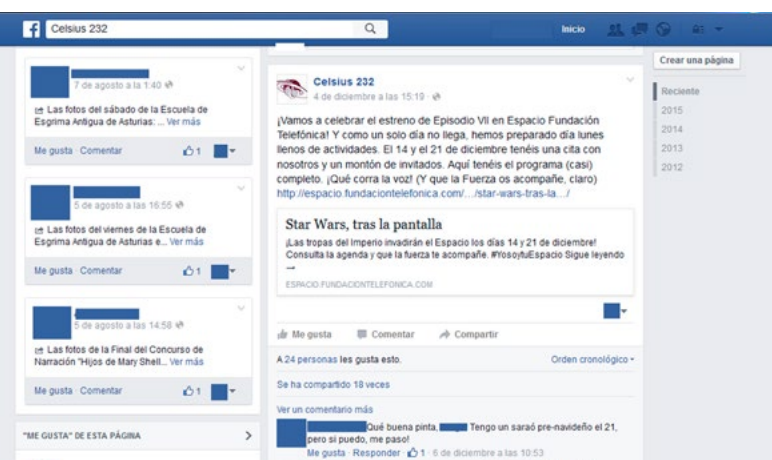 Celsius 232
Inicio
7 de agosto a la 1:40
Las fotos del sábado de la Escuela de
Esgrima Antigua de Asturias: ... Ver más
Me gusta · Comentar
1
5 de agosto a las 16:55
Las fotos del viernes de la Escuela de
Esgrima Antigua de Asturias e... Ver más
Me gusta · Comentar
1
5 de agosto a las 14:58
Las fotos de la Final del Concurso de
Narración "Hijos de Mary Shell... Ver más
Me gusta · Comentar
1
"ME GUSTA" DE ESTA PÁGINA
Celsius 232
4 de diciembre a las 15:19 ·
¡Vamos a celebrar el estreno de Episodio VII en Espacio Fundación
Telefónica! Y como un solo día no llega, hemos preparado día lunes
llenos de actividades. El 14 y el 21 de diciembre tenéis una cita con
nosotros y un montón de invitados. Aquí tenéis el programa (casi)
completo. ¡Qué corra la voz! (Y que la Fuerza os acompañe, claro)
http://espacio.fundaciontelefonica.com/.../star-wars-tras-la.../
Star Wars, tras la pantalla
¡Las tropas del Imperio invadirán el Espacio los días 14 y 21 de diciembre!
Consulta la agenda y que la fuerza te acompañe. #YosoytuEspacio Sigue leyendo
→
ESPACIO.FUNDACIONTELEFONICA.COM
Me gusta Comentar Compartir
A 24 personas les gusta esto. Orden cronológico
Se ha compartido 18 veces
Ver un comentario más
Qué buena pinta, Tengo un saraó pre-navideño el 21,
pero si puedo, me paso!
Me gusta · Responder · 1 · 6 de diciembre a las 10:53
Crear una página
Reciente
2015
2014
2013
2012